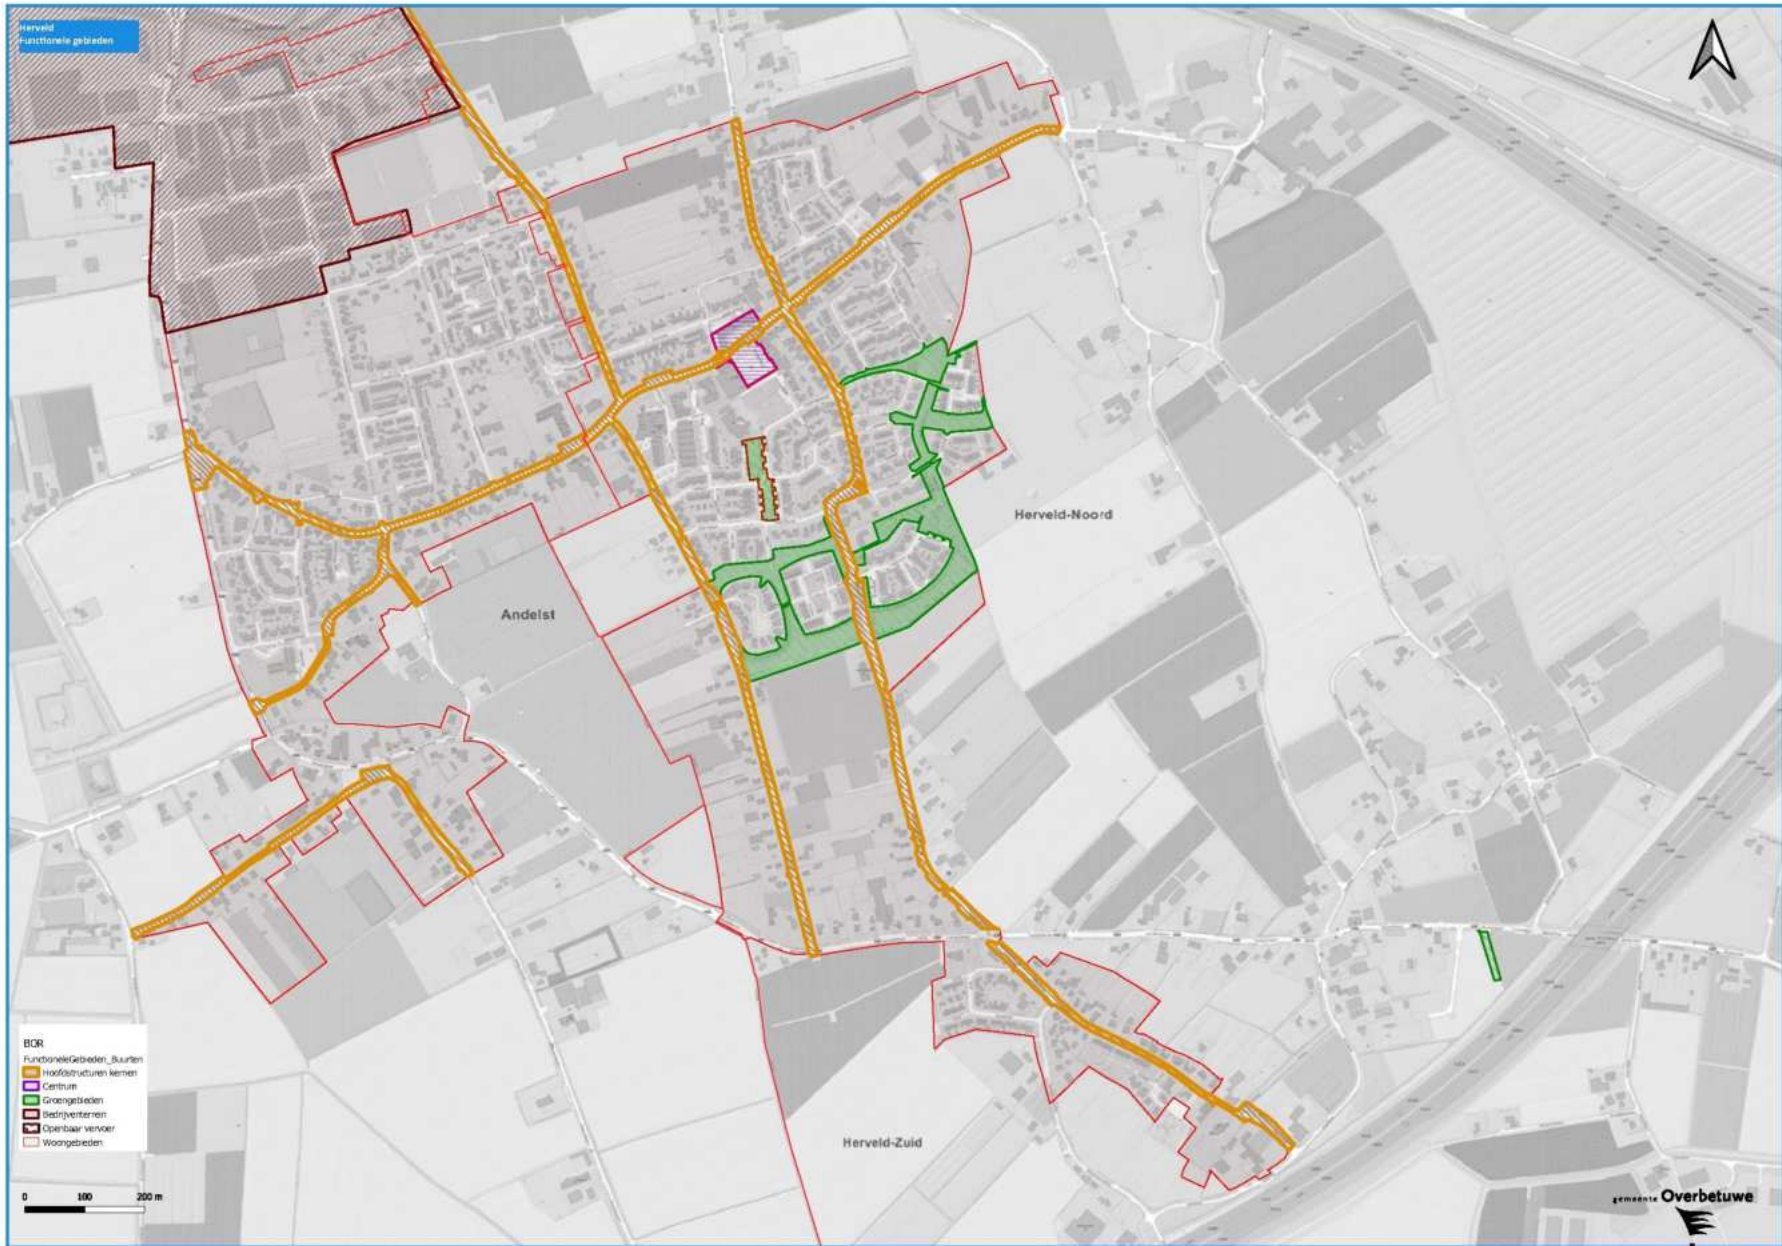 Herveld
Functionele gebieden
Herveld-Noord
Andelst
Herveld-Zuid
BOR
FunctioneleGebieden_Buurten
Hoofdstructuren kernen
Centrum
Groengebieden
Bedrijventerrein
Openbaar vervoer
Woongebieden
0 100 200 m
gemeente Overbetuwe